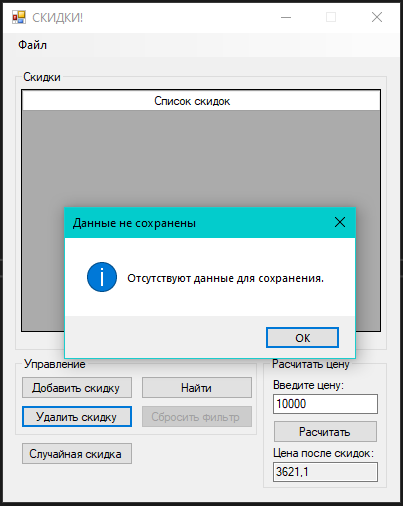 СКИДКИ!
Файл
Скидки
Список скидок
Данные не сохранены
Отсутствуют данные для сохранения.
OK
Управление
Добавить скидку
Найти
Удалить скидку
Сбросить фильтр
Случайная скидка
Расчитать цену
Введите цену:
10000
Расчитать
Цена после скидок:
3621,1